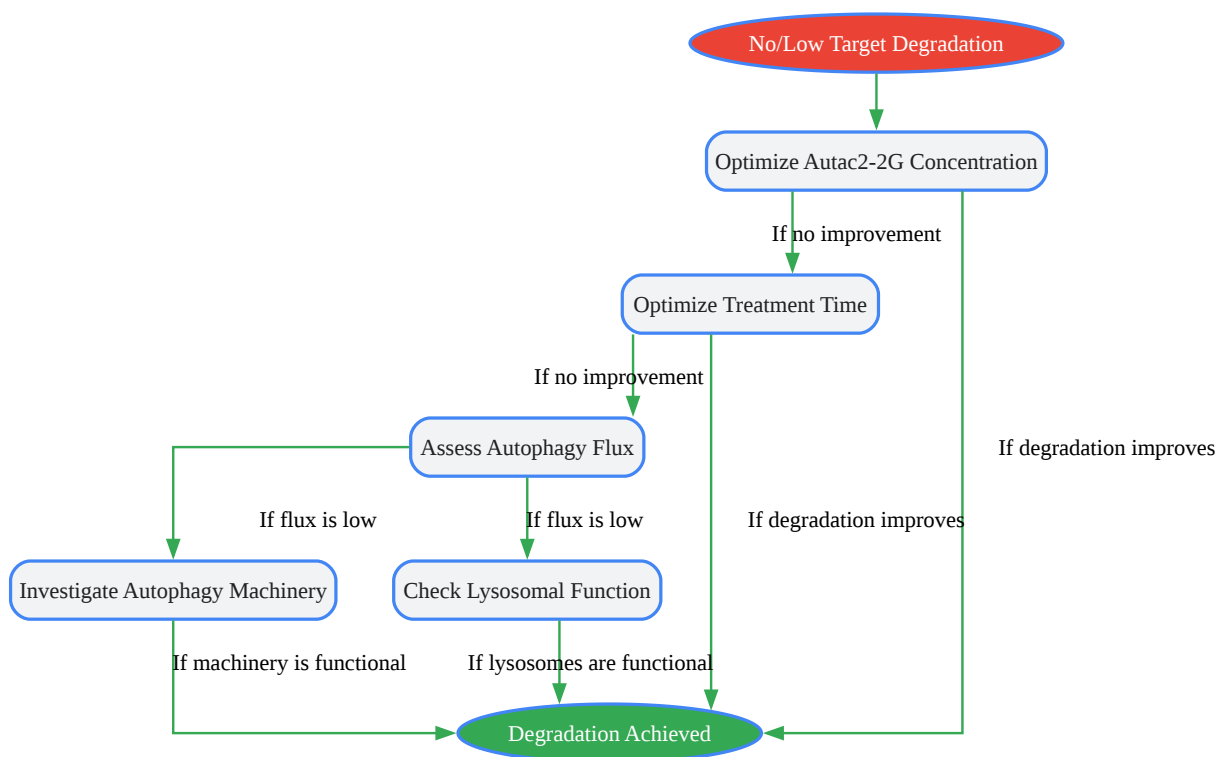 No/Low Target Degradation
Optimize Autac2-2G Concentration
If no improvement
Optimize Treatment Time
If no improvement
Assess Autophagy Flux
If degradation improves
If flux is low
If flux is low
If degradation improves
Investigate Autophagy Machinery
Check Lysosomal Function
If machinery is functional
If lysosomes are functional
Degradation Achieved